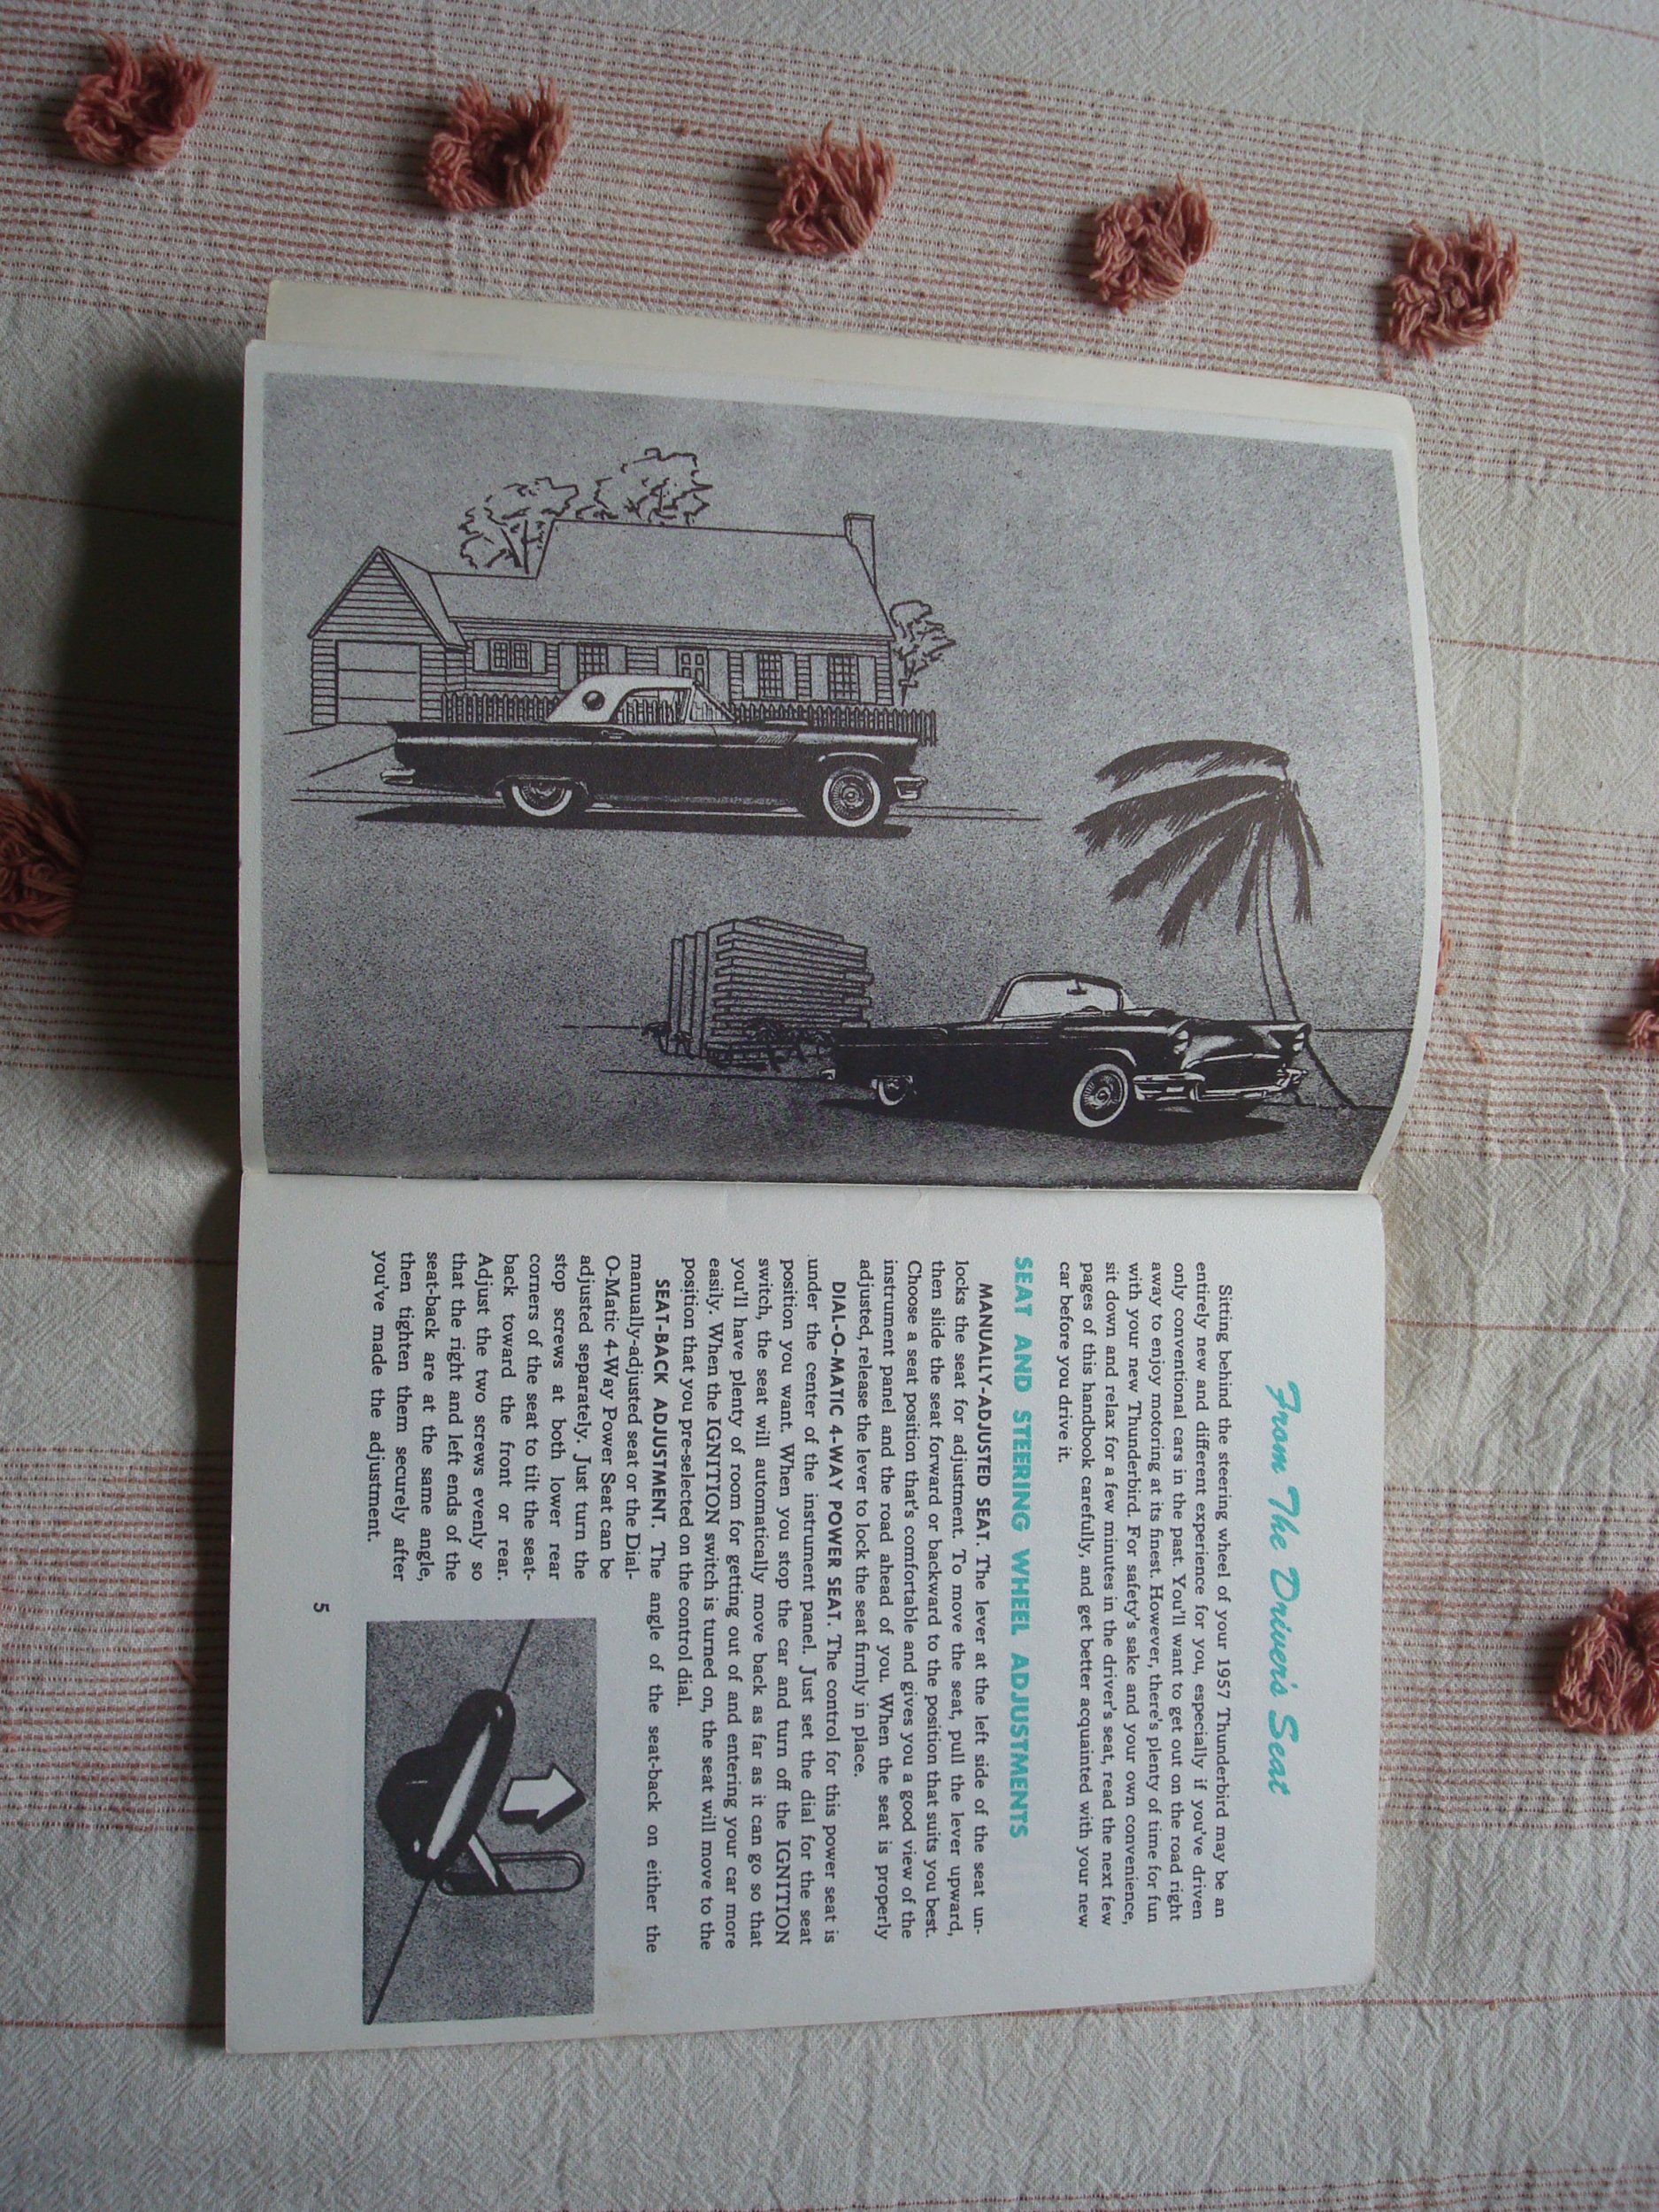 From The Driver's Seat
Sitting behind the steering wheel of your 1957 Thunderbird may be an
entirely new and different experience for you, especially if you've driven
only conventional cars in the past. You'll want to get out on the road right
away to enjoy motoring at its finest. However, there's plenty of time for fun
with your new Thunderbird. For safety's sake and your own convenience,
sit down and relax for a few minutes in the driver's seat, read the next few
pages of this handbook carefully, and get better acquainted with your new
car before you drive it.
SEAT AND STEERING WHEEL ADJUSTMENTS
MANUALLY-ADJUSTED SEAT. The lever at the left side of the seat un-
locks the seat for adjustment. To move the seat, pull the lever upward,
then slide the seat forward or backward to the position that suits you best.
Choose a seat position that's comfortable and gives you a good view of the
instrument panel and the road ahead of you. When the seat is properly
adjusted, release the lever to lock the seat firmly in place.
DIAL-O-MATIC 4-WAY POWER SEAT. The control for this power seat is
under the center of the instrument panel. Just set the dial for the seat
position you want. When you stop the car and turn off the IGNITION
switch, the seat will automatically move back as far as it can go so that
you'll have plenty of room for getting out of and entering your car more
easily. When the IGNITION switch is turned on, the seat will move to the
position that you pre-selected on the control dial.
SEAT-BACK ADJUSTMENT. The angle of the seat-back on either the
manually-adjusted seat or the Dial-
O-Matic 4-Way Power Seat can be
adjusted separately. Just turn the
stop screws at both lower rear
corners of the seat to tilt the seat-
back toward the front or rear.
Adjust the two screws evenly so
that the right and left ends of the
seat-back are at the same angle,
then tighten them securely after
you've made the adjustment.
5